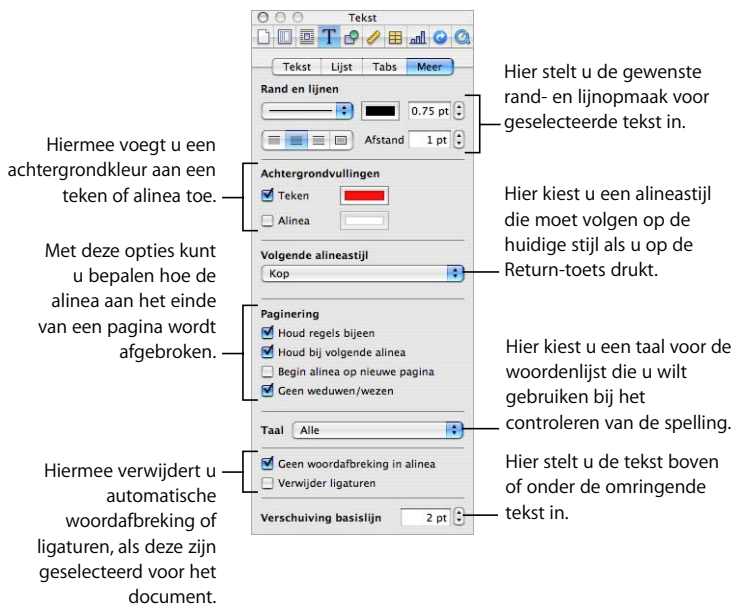 Tekst
Tekst Lijst Tabs Meer
Rand en lijnen
0.75 pt
Afstand 1 pt
Achtergrondvullingen
Teken
Alinea
Volgende alineastijl
Kop
Paginering
Houd regels bijeen
Houd bij volgende alinea
Begin alinea op nieuwe pagina
Geen weduwen/wezen
Taal Alle
Geen woordafbreking in alinea
Verwijder ligaturen
Verschuiving basislijn 2 pt
Hiermee voegt u een
achtergrondkleur aan een
teken of alinea toe.
Met deze opties kunt
u bepalen hoe de
alinea aan het einde
van een pagina wordt
afgebroken.
Hiermee verwijdert u
automatische
woordafbreking of
ligaturen, als deze zijn
geselecteerd voor het
document.
Hier stelt u de gewenste
rand- en lijnopmaak voor
geselecteerde tekst in.
Hier kiest u een alineastijl
die moet volgen op de
huidige stijl als u op de
Return-toets drukt.
Hier kiest u een taal voor de
woordenlijst die u wilt
gebruiken bij het
controleren van de spelling.
Hier stelt u de tekst boven
of onder de omringende
tekst in.